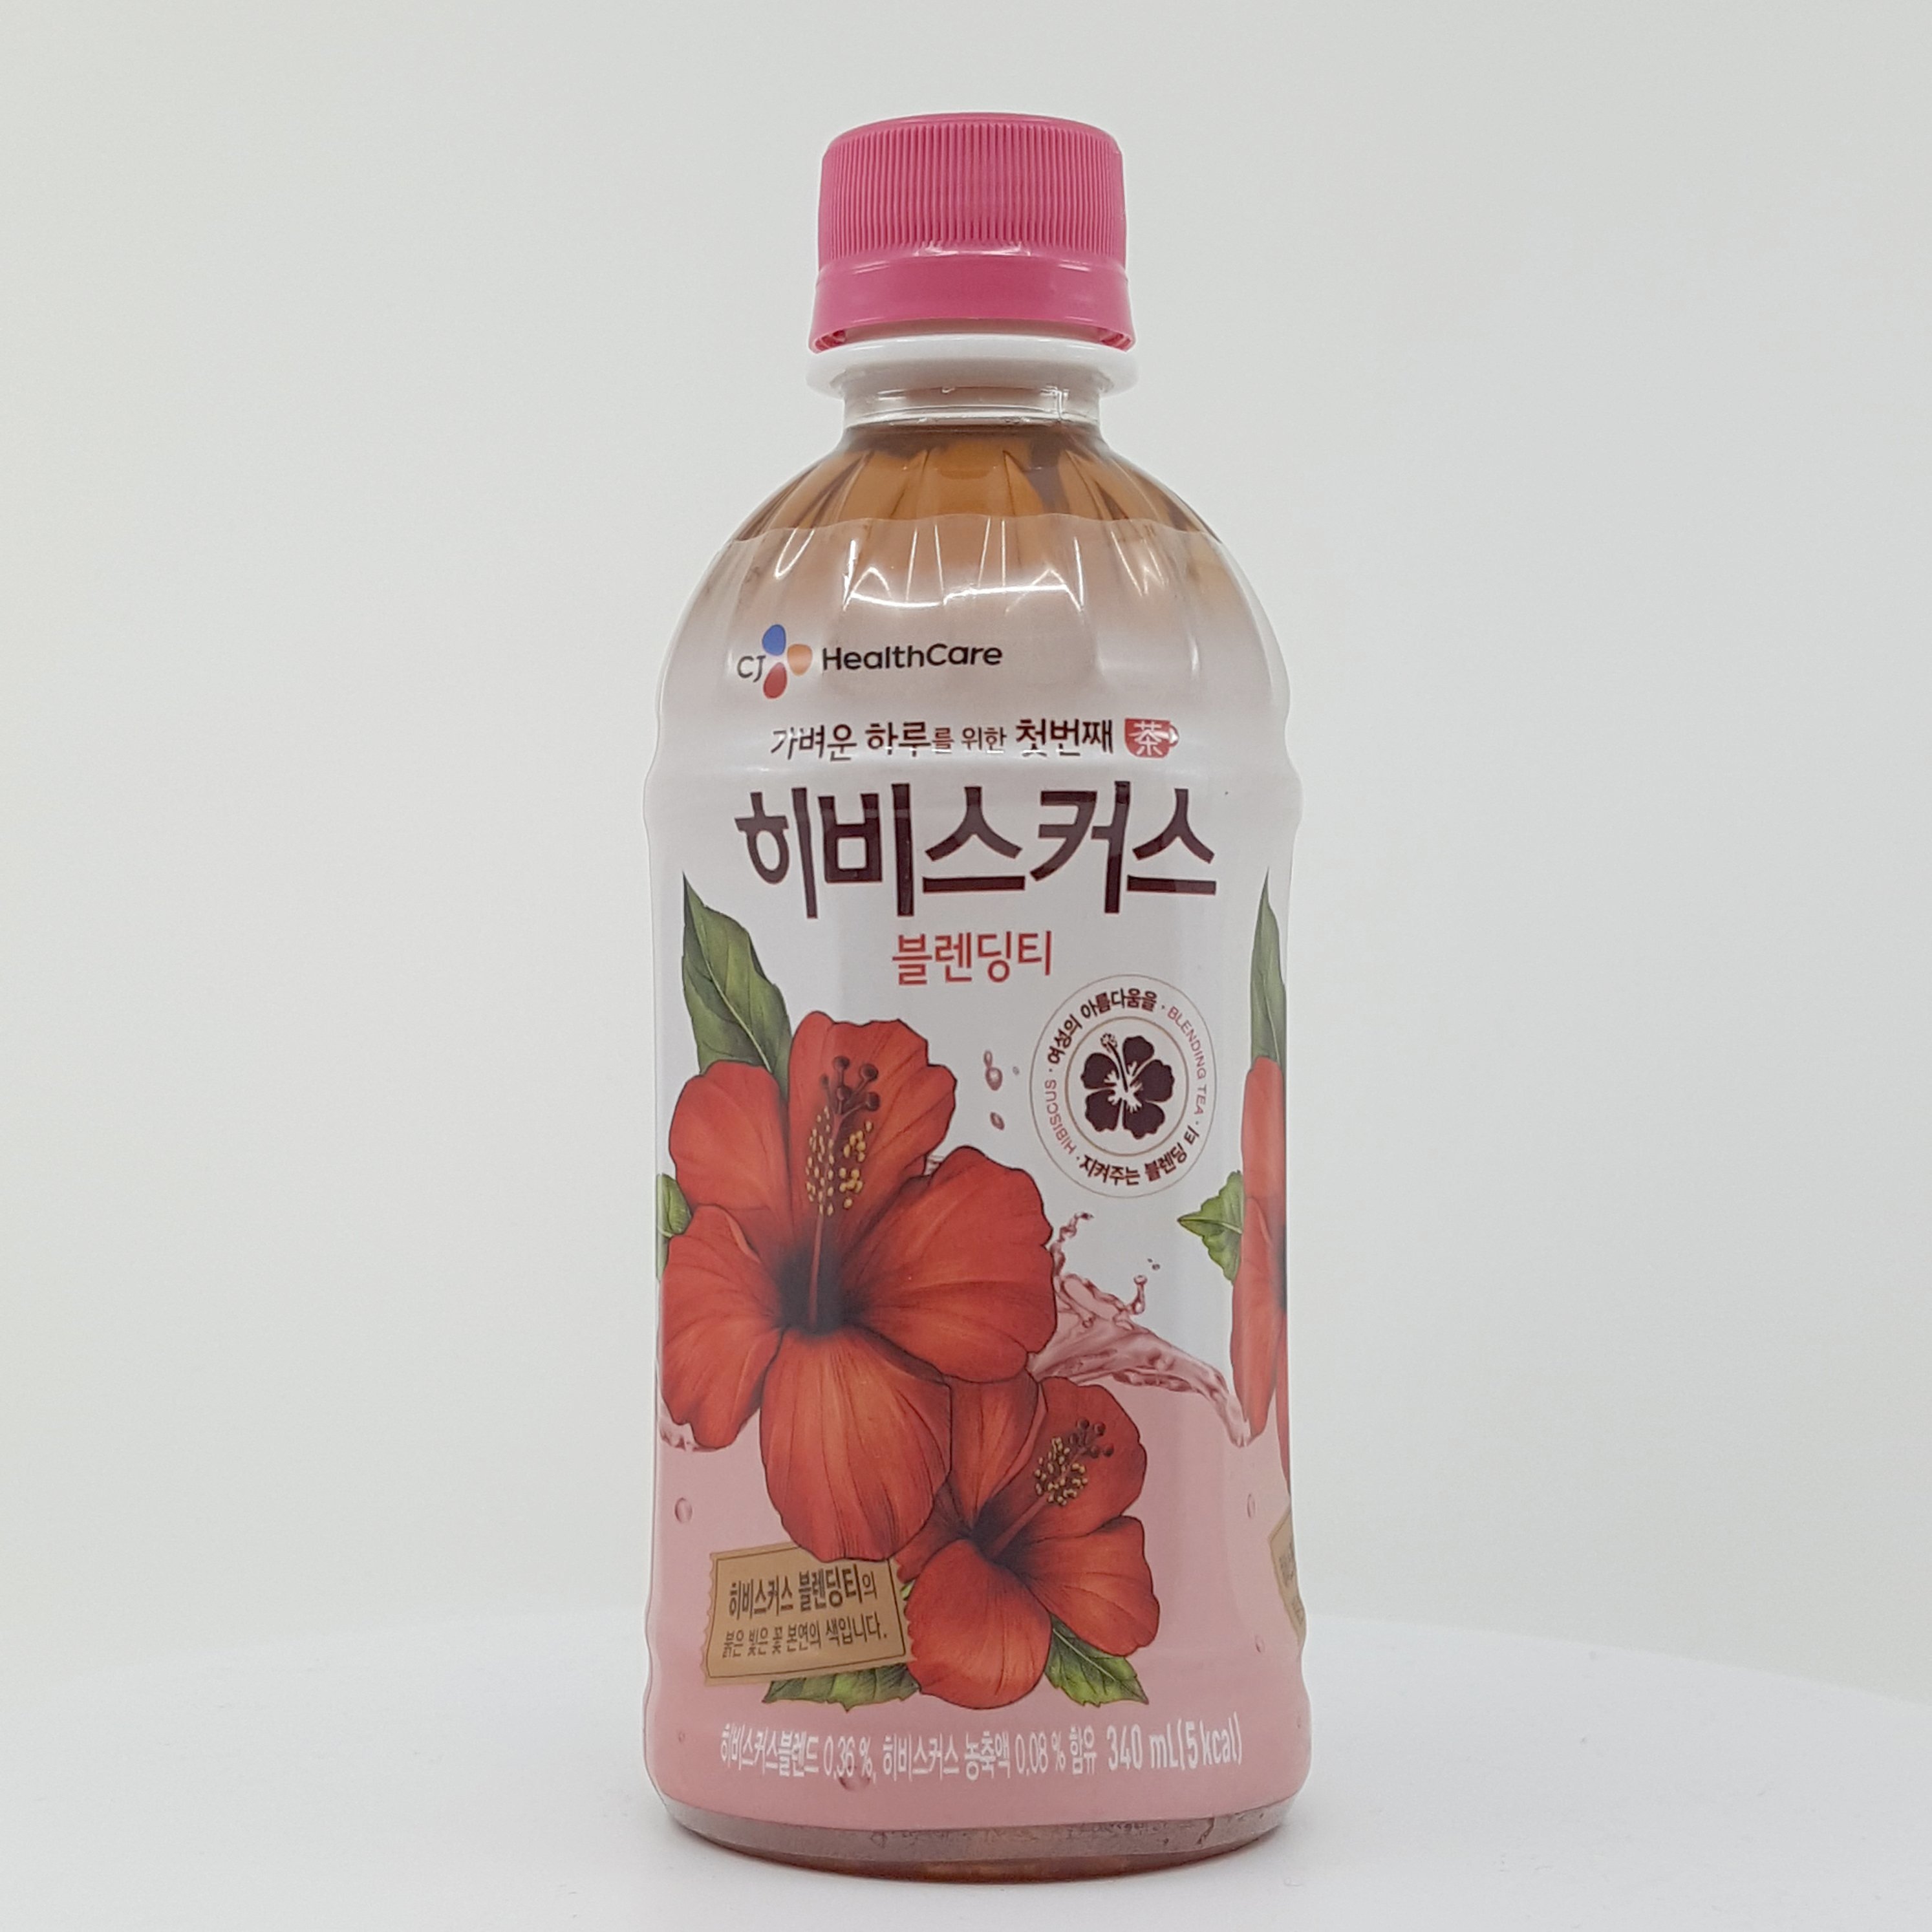 CJ HealthCare
가벼운 하루를 위한 첫번째 茶
히비스커스
블렌딩티
여성의 아름다움을 · BLENDING TEA · 지켜주는 블렌딩 티 · HIBISCUS ·
히비스커스 블렌딩티의
붉은 빛은 꽃 본연의 색입니다.
히비스커스블렌드 0.36 %, 히비스커스 농축액 0.08 % 함유 340 mL(5 kcal)